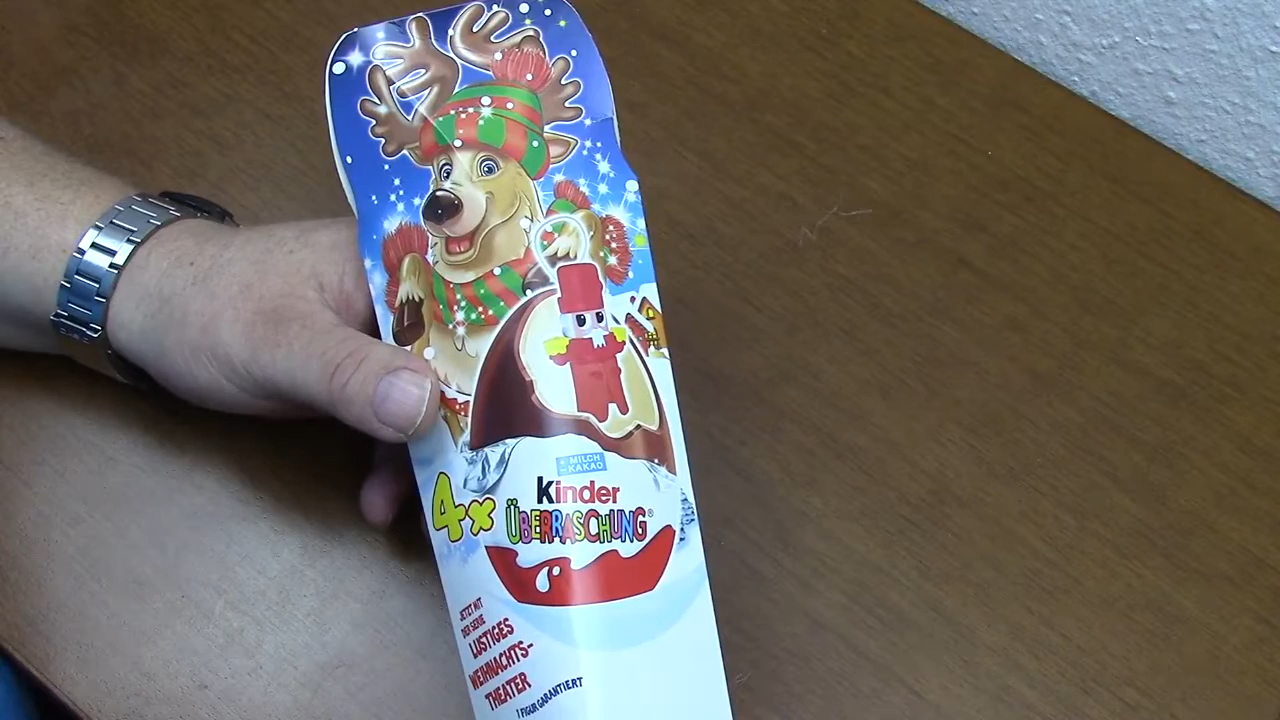 + MILCH
− KAKAO
4x
Kinder
ÜBERRASCHUNG®
JETZT MIT
DER SERIE
LUSTIGES
WEIHNACHTS-
THEATER
1 FIGUR GARANTIERT